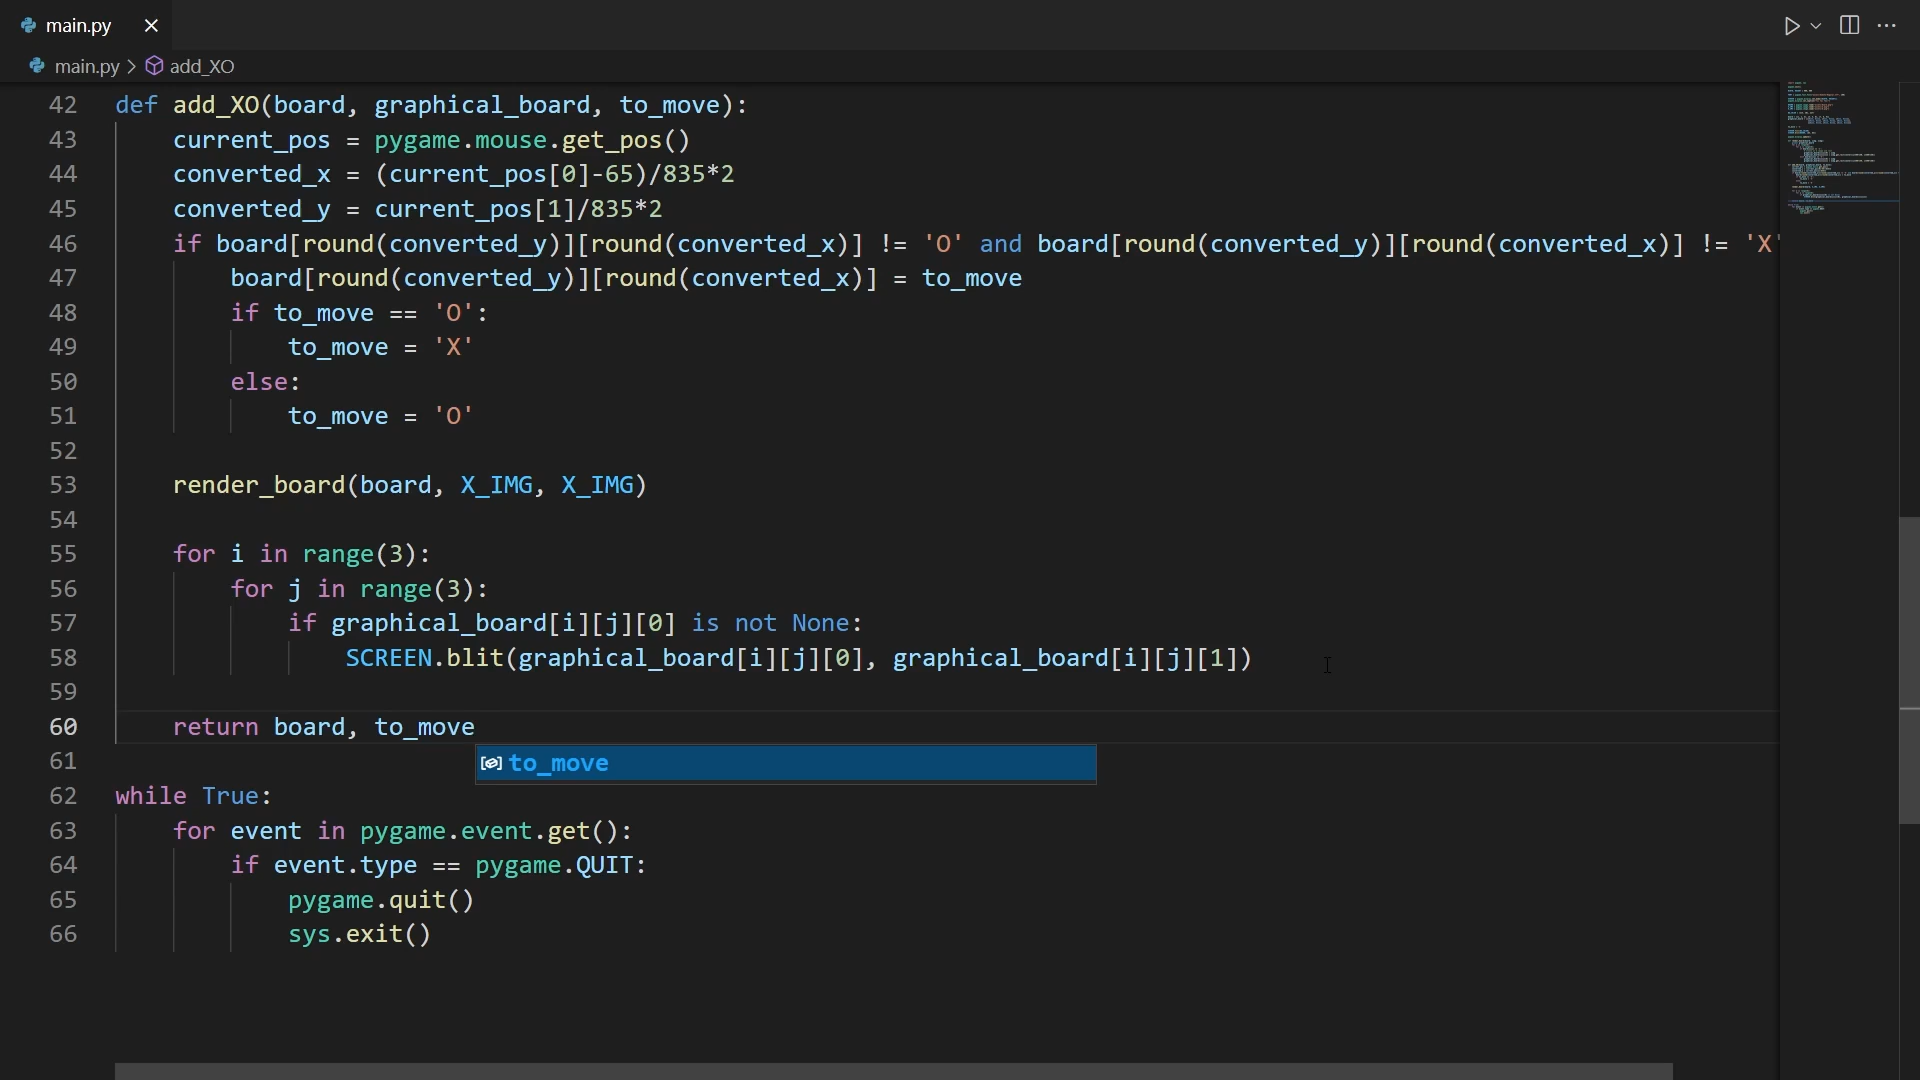 main.py
main.py > add_XO
42 def add_XO(board, graphical_board, to_move):
43 current_pos = pygame.mouse.get_pos()
44 converted_x = (current_pos[0]-65)/835*2
45 converted_y = current_pos[1]/835*2
46 if board[round(converted_y)][round(converted_x)] != 'O' and board[round(converted_y)][round(converted_x)] != 'X'
47 board[round(converted_y)][round(converted_x)] = to_move
48 if to_move == 'O':
49 to_move = 'X'
50 else:
51 to_move = 'O'
52
53 render_board(board, X_IMG, X_IMG)
54
55 for i in range(3):
56 for j in range(3):
57 if graphical_board[i][j][0] is not None:
58 SCREEN.blit(graphical_board[i][j][0], graphical_board[i][j][1])
59
60 return board, to_move
61 to_move
62 while True:
63 for event in pygame.event.get():
64 if event.type == pygame.QUIT:
65 pygame.quit()
66 sys.exit()